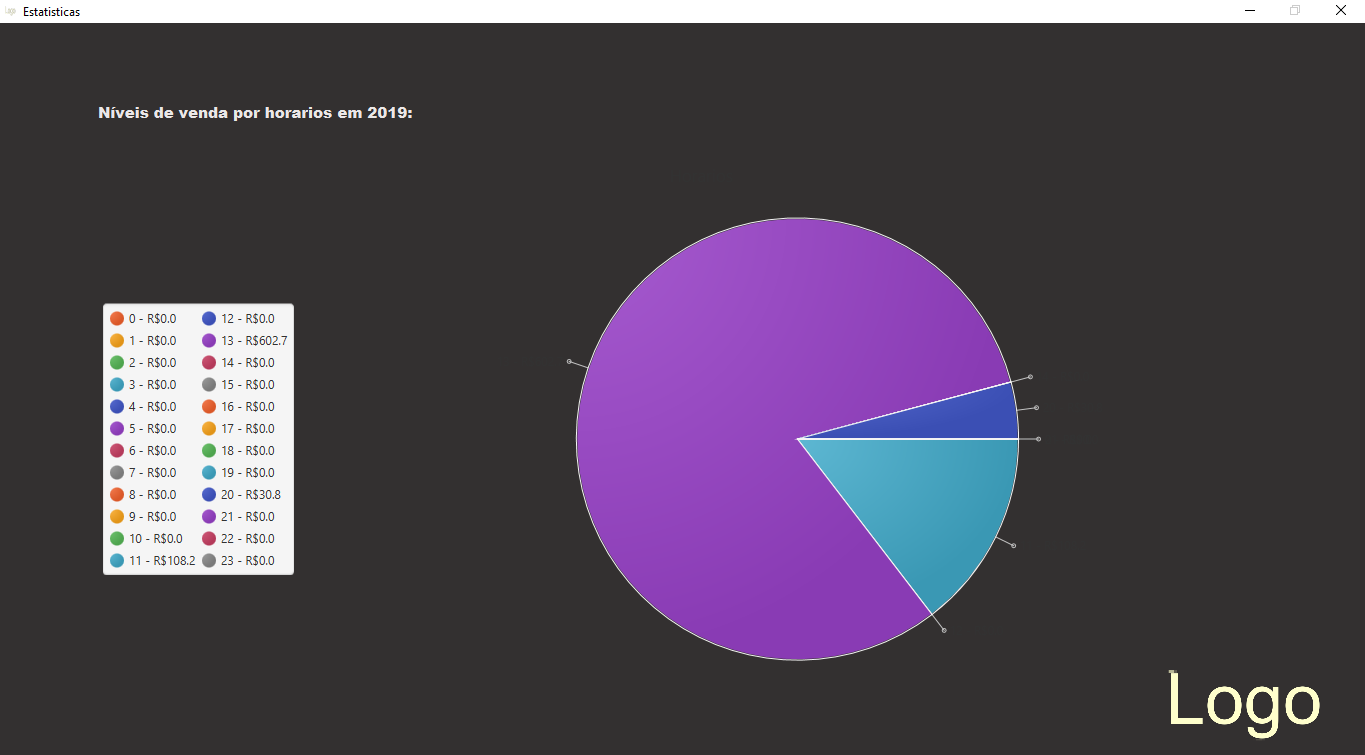 Estatisticas
Níveis de venda por horarios em 2019:
0 - R$0.0
1 - R$0.0
2 - R$0.0
3 - R$0.0
4 - R$0.0
5 - R$0.0
6 - R$0.0
7 - R$0.0
8 - R$0.0
9 - R$0.0
10 - R$0.0
11 - R$108.2
12 - R$0.0
13 - R$602.7
14 - R$0.0
15 - R$0.0
16 - R$0.0
17 - R$0.0
18 - R$0.0
19 - R$0.0
20 - R$30.8
21 - R$0.0
22 - R$0.0
23 - R$0.0
Logo